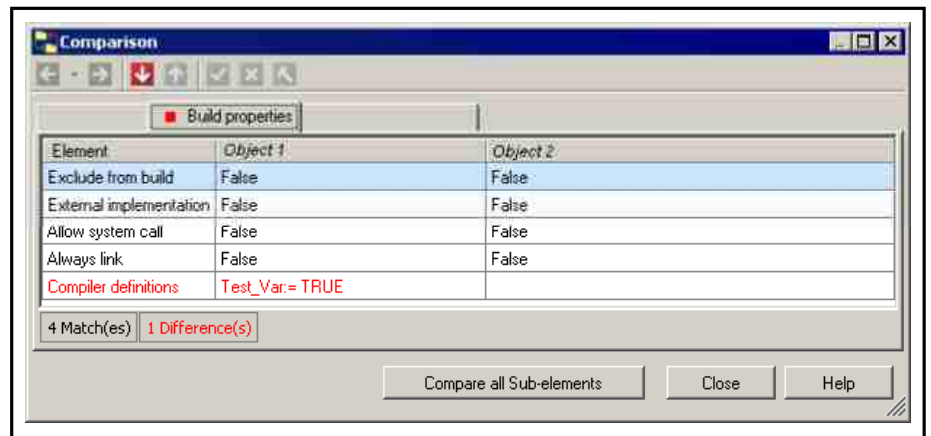 Comparison
Build properties
Element Object 1 Object 2
Exclude from build False False
External implementation False False
Allow system call False False
Always link False False
Compiler definitions Test_Var:= TRUE
4 Match(es) 1 Difference(s)
Compare all Sub-elements Close Help